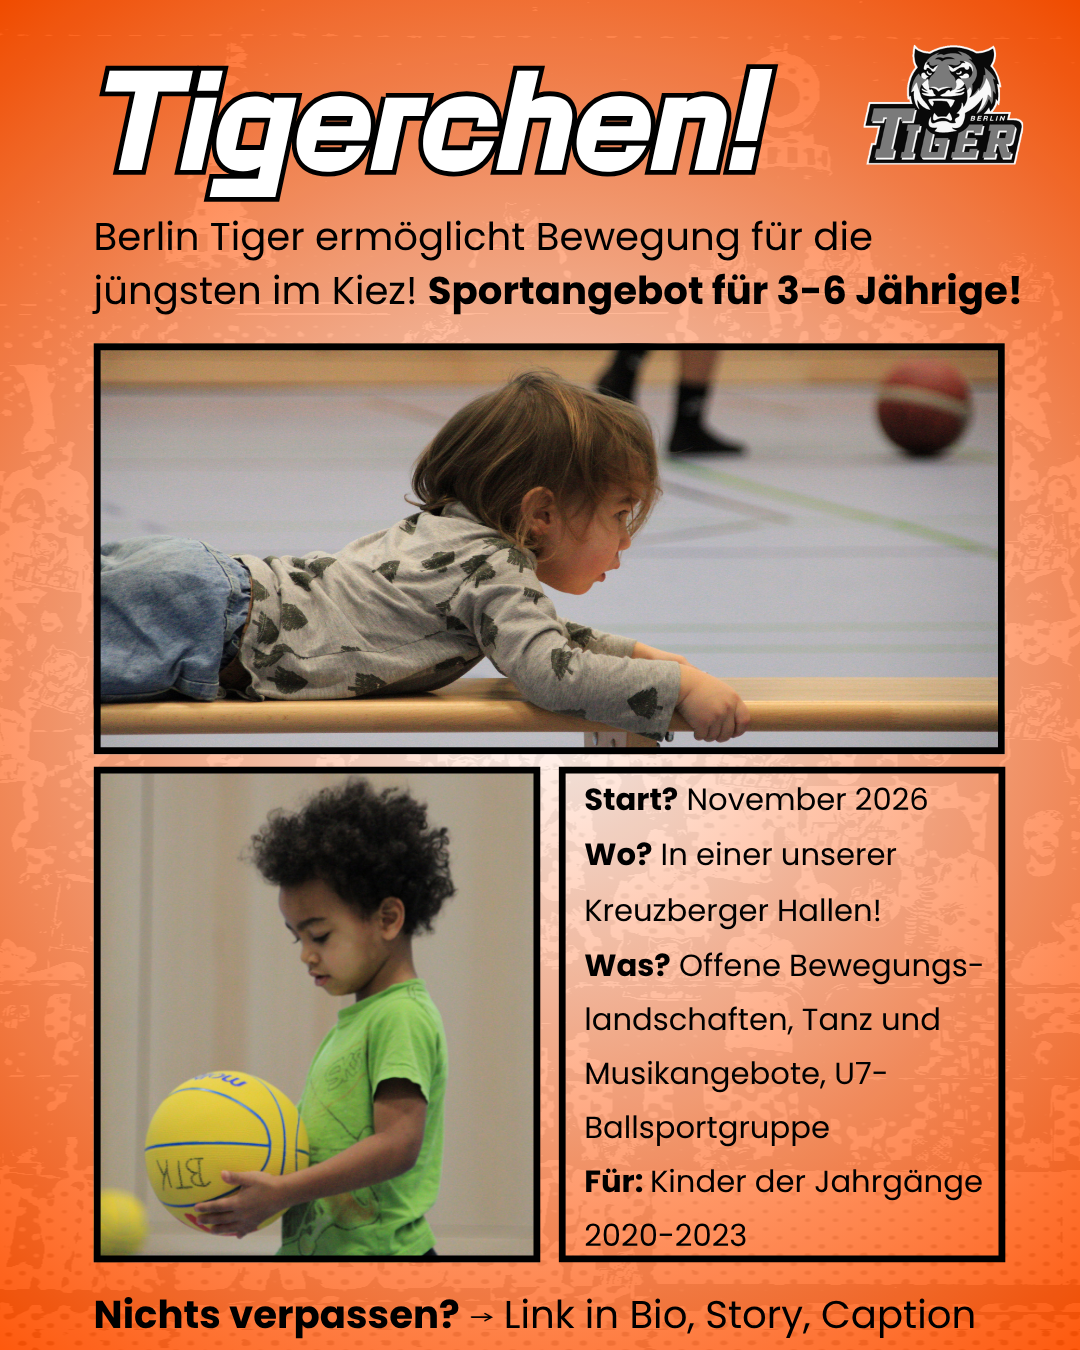 Tigerchen!
BERLIN
TIGER
Berlin Tiger ermöglicht Bewegung für die
jüngsten im Kiez! Sportangebot für 3-6 Jährige!
BTK
Start? November 2026
Wo? In einer unserer
Kreuzberger Hallen!
Was? Offene Bewegungs-
landschaften, Tanz und
Musikangebote, U7-
Ballsportgruppe
Für: Kinder der Jahrgänge
2020-2023
Nichts verpassen? → Link in Bio, Story, Caption